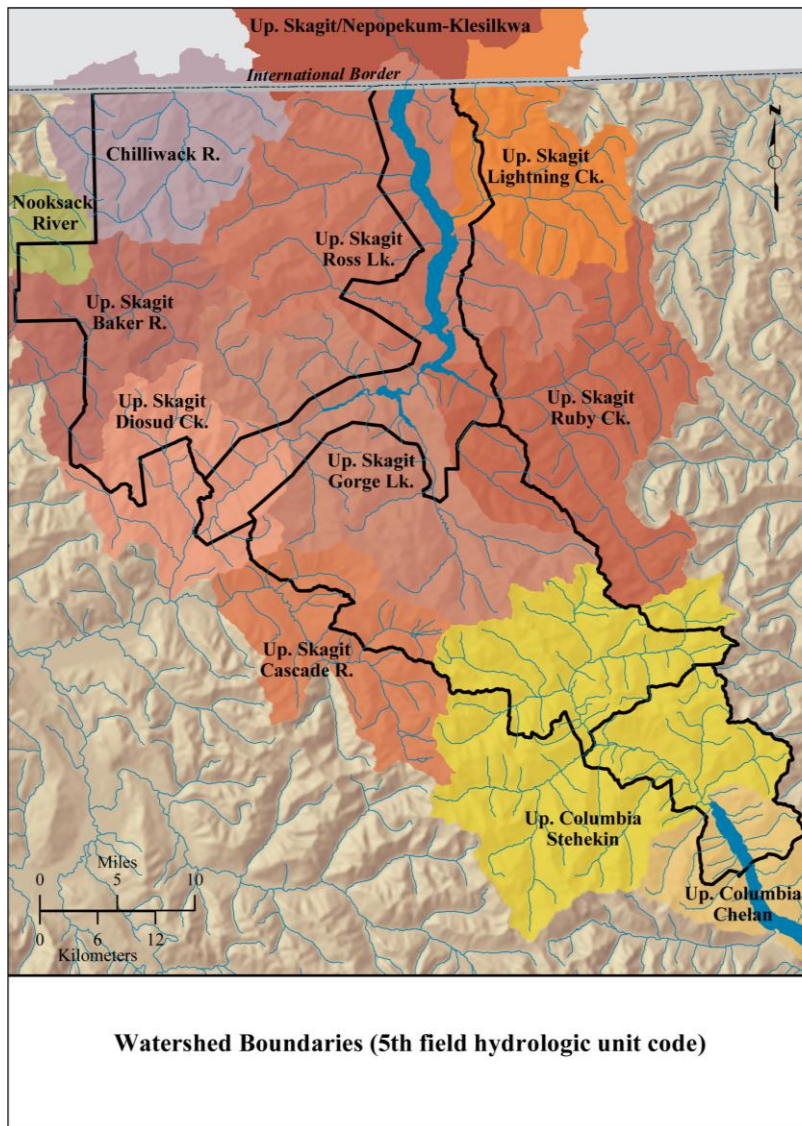 Up. Skagit/Nepopekum-Klesilkwa
International Border
N
Chilliwack R.
Up. Skagit
Lightning Ck.
Nooksack
River
Up. Skagit
Ross Lk.
Up. Skagit
Baker R.
Up. Skagit
Diosud Ck.
Up. Skagit
Ruby Ck.
Up. Skagit
Gorge Lk.
Up. Skagit
Cascade R.
Up. Columbia
Stehekin
Up. Columbia
Chelan
Miles
0 5 10
0 6 12
Kilometers
Watershed Boundaries (5th field hydrologic unit code)